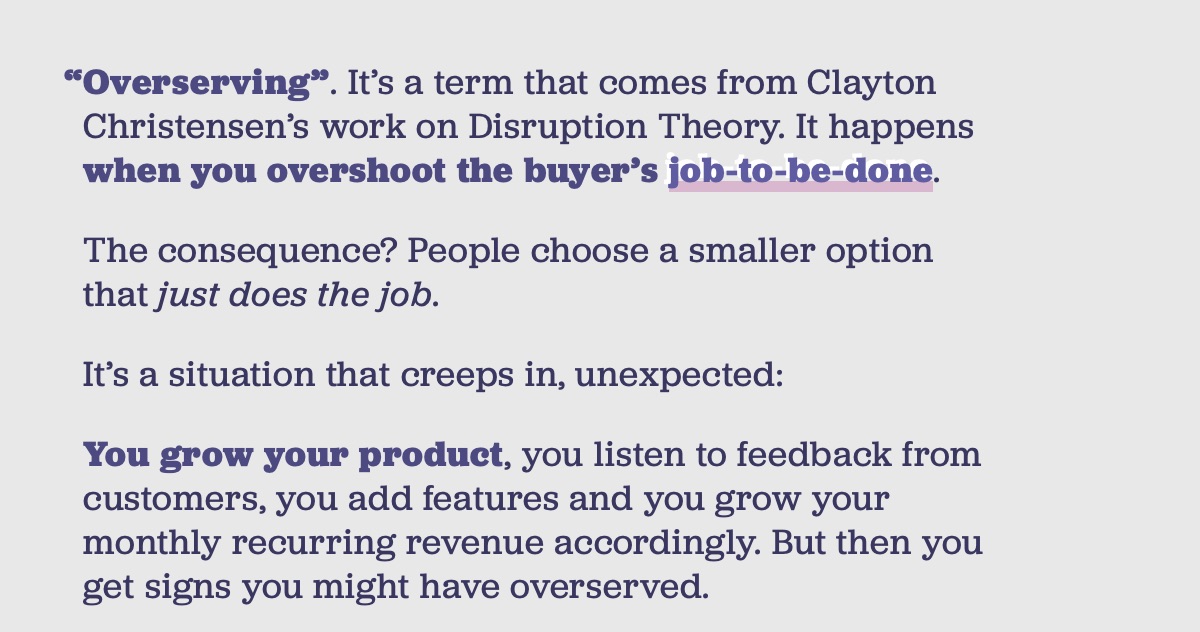 “Overserving”. It’s a term that comes from Clayton
Christensen’s work on Disruption Theory. It happens
when you overshoot the buyer’s job-to-be-done.
The consequence? People choose a smaller option
that just does the job.
It’s a situation that creeps in, unexpected:
You grow your product, you listen to feedback from
customers, you add features and you grow your
monthly recurring revenue accordingly. But then you
get signs you might have overserved.